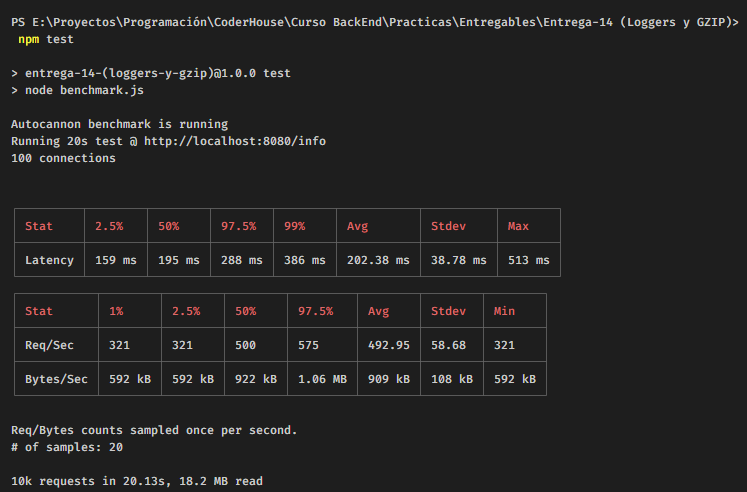 PS E:\Proyectos\Programación\CoderHouse\Curso BackEnd\Practicas\Entregables\Entrega-14 (Loggers y GZIP)>
npm test
> entrega-14-(loggers-y-gzip)@1.0.0 test
> node benchmark.js
Autocannon benchmark is running
Running 20s test @ http://localhost:8080/info
100 connections
Stat 2.5% 50% 97.5% 99% Avg Stdev Max
Latency 159 ms 195 ms 288 ms 386 ms 202.38 ms 38.78 ms 513 ms
Stat 1% 2.5% 50% 97.5% Avg Stdev Min
Req/Sec 321 321 500 575 492.95 58.68 321
Bytes/Sec 592 kB 592 kB 922 kB 1.06 MB 909 kB 108 kB 592 kB
Req/Bytes counts sampled once per second.
# of samples: 20
10k requests in 20.13s, 18.2 MB read